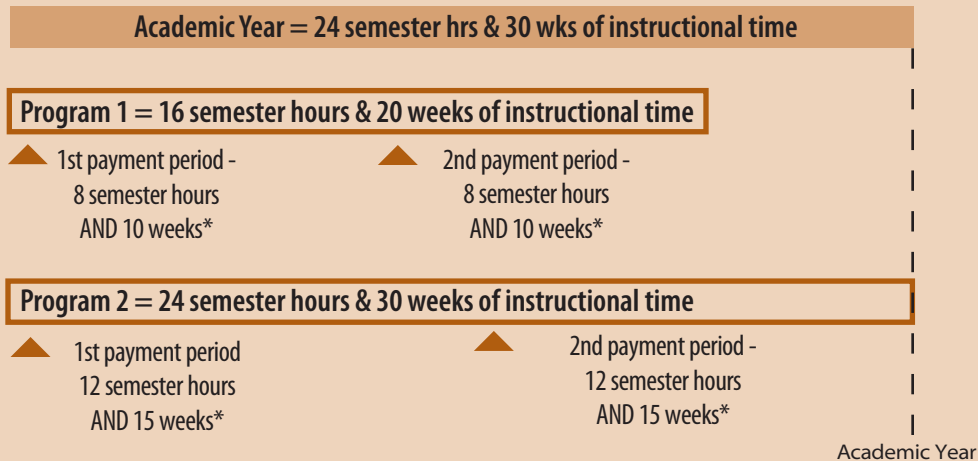 Academic Year = 24 semester hrs & 30 wks of instructional time
Program 1 = 16 semester hours & 20 weeks of instructional time
1st payment period -
8 semester hours
AND 10 weeks*
2nd payment period -
8 semester hours
AND 10 weeks*
Program 2 = 24 semester hours & 30 weeks of instructional time
1st payment period
12 semester hours
AND 15 weeks*
2nd payment period -
12 semester hours
AND 15 weeks*
Academic Year